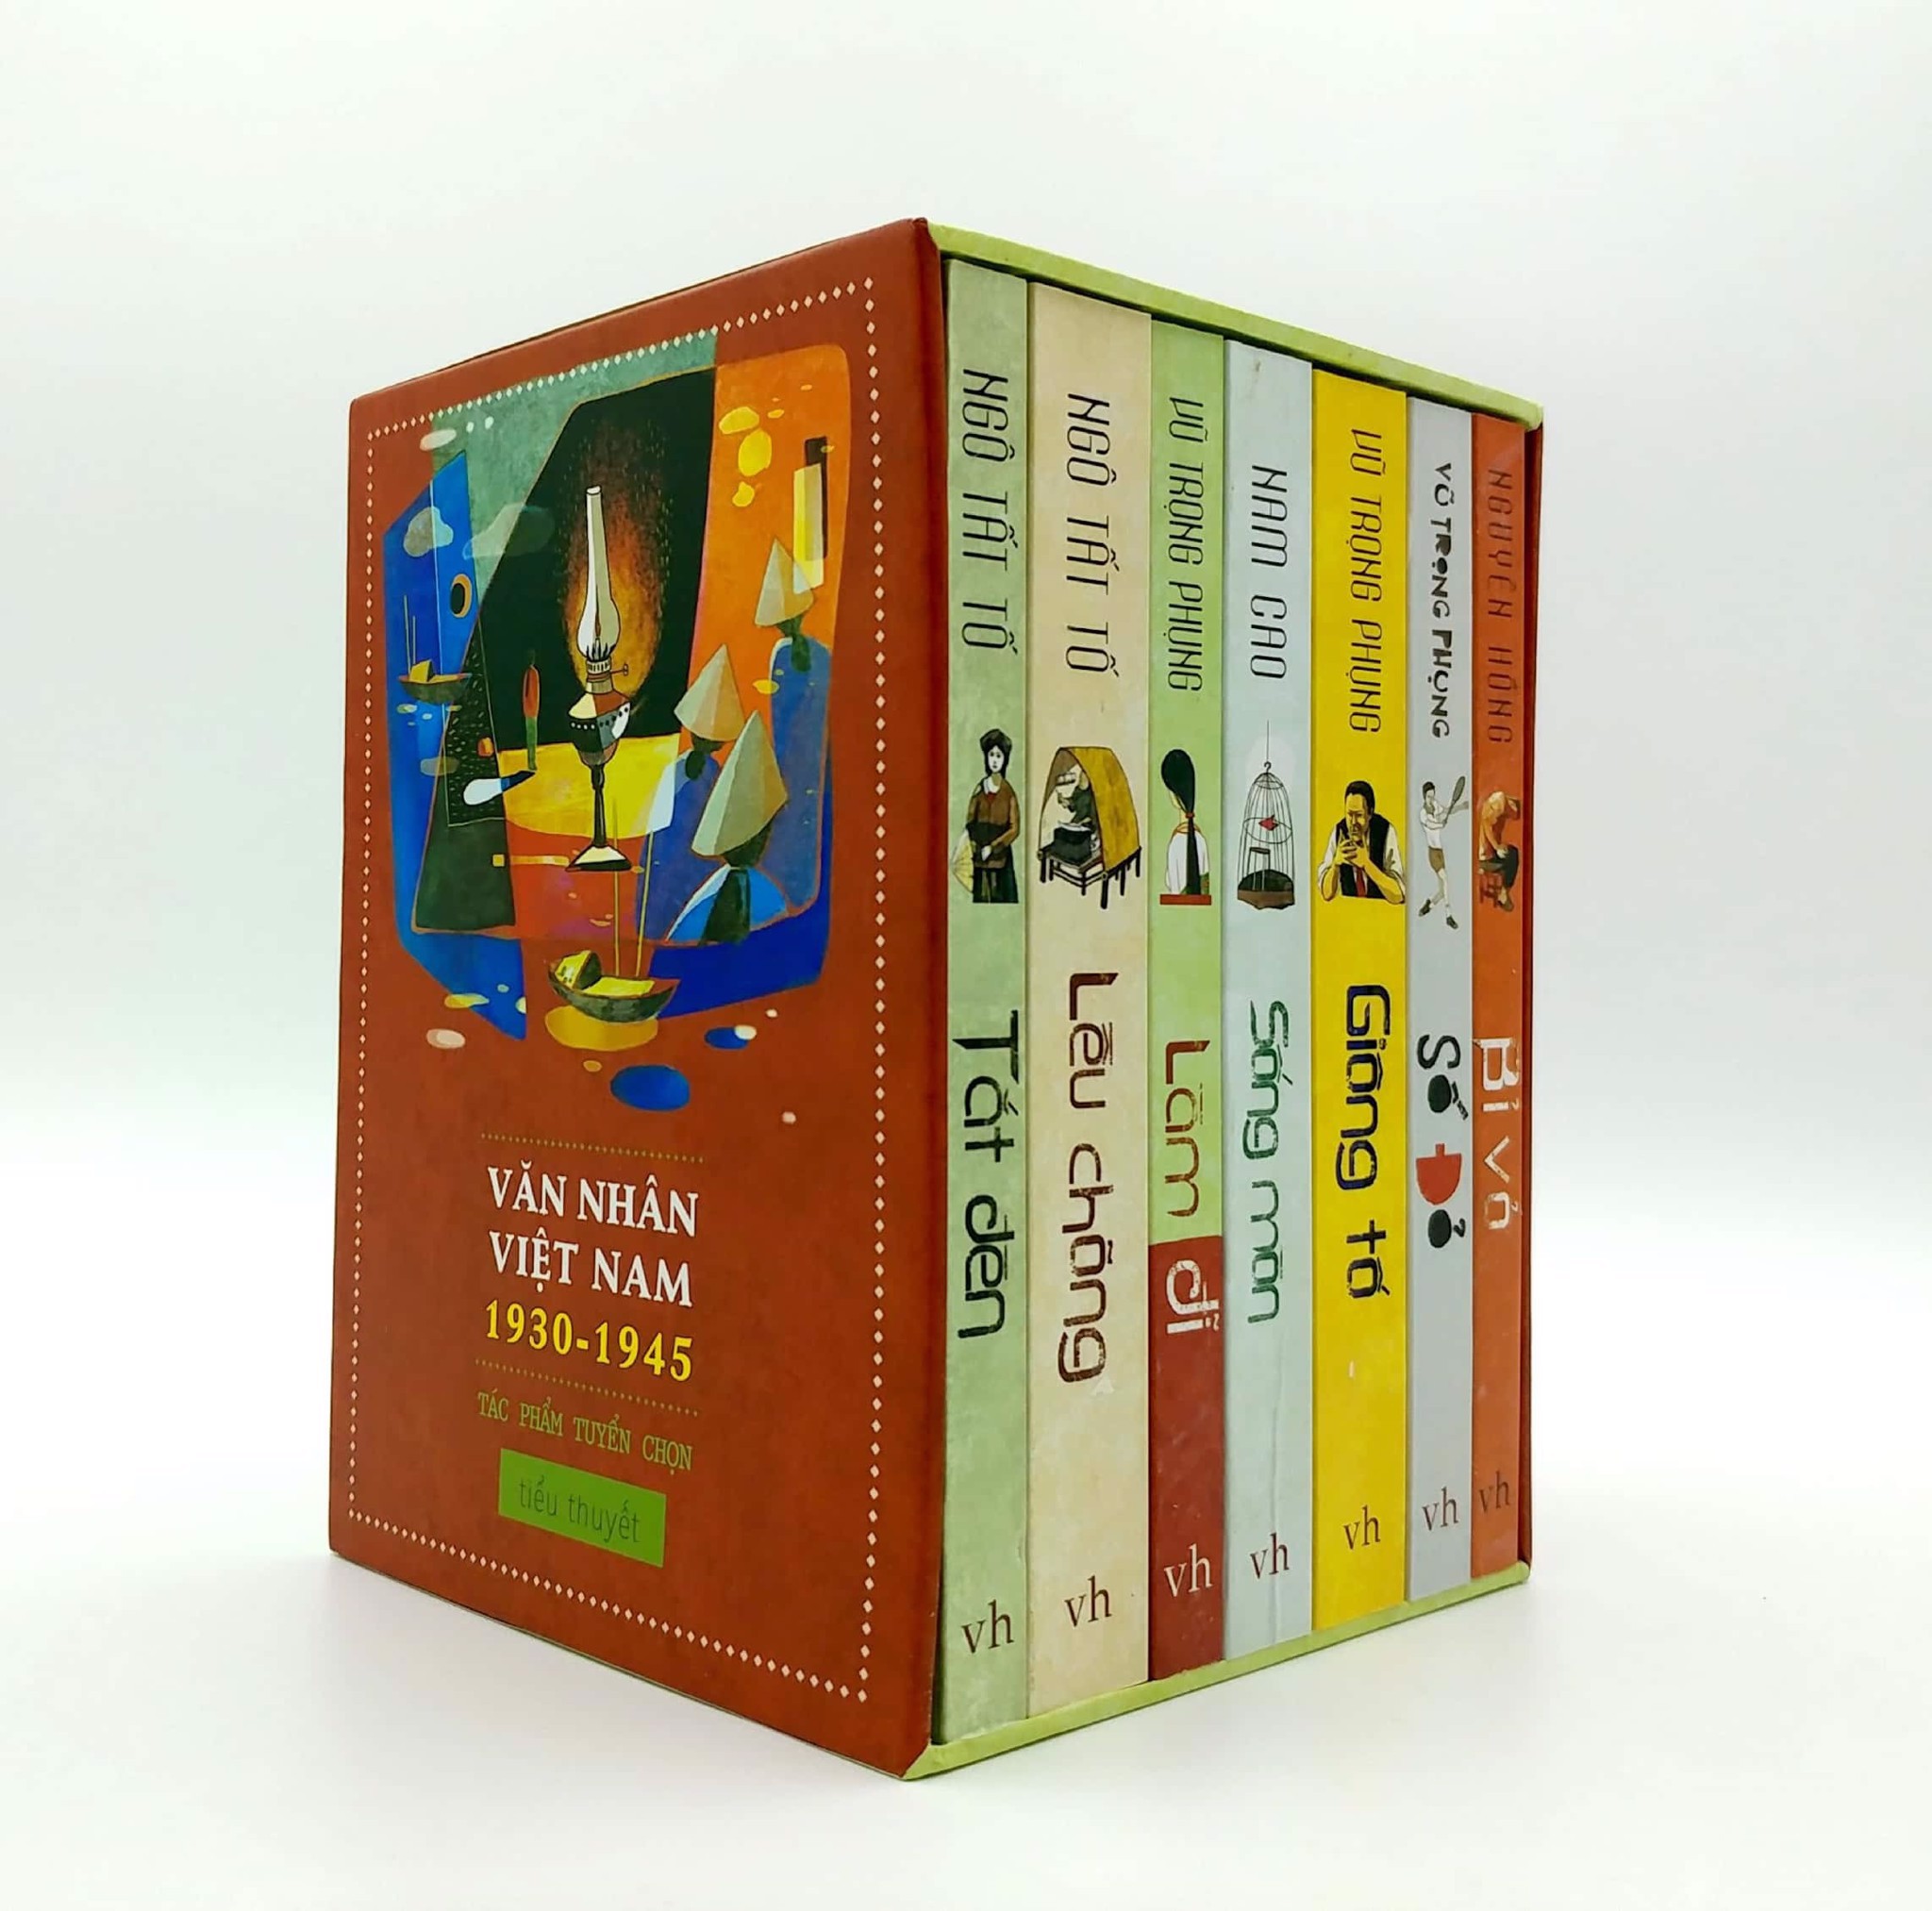 VĂN NHÂN
VIỆT NAM
1930-1945
TÁC PHẨM TUYỂN CHỌN
tiểu thuyết
NGÔ TẤT TỐ
Tắt đèn
vh
NGÔ TẤT TỐ
Lều chõng
vh
VŨ TRỌNG PHỤNG
Làm đĩ
vh
NAM CAO
Sống mòn
vh
VŨ TRỌNG PHỤNG
Giông tố
vh
VŨ TRỌNG PHỤNG
Số Đỏ
vh
NGUYÊN HỒNG
Bỉ vỏ
vh